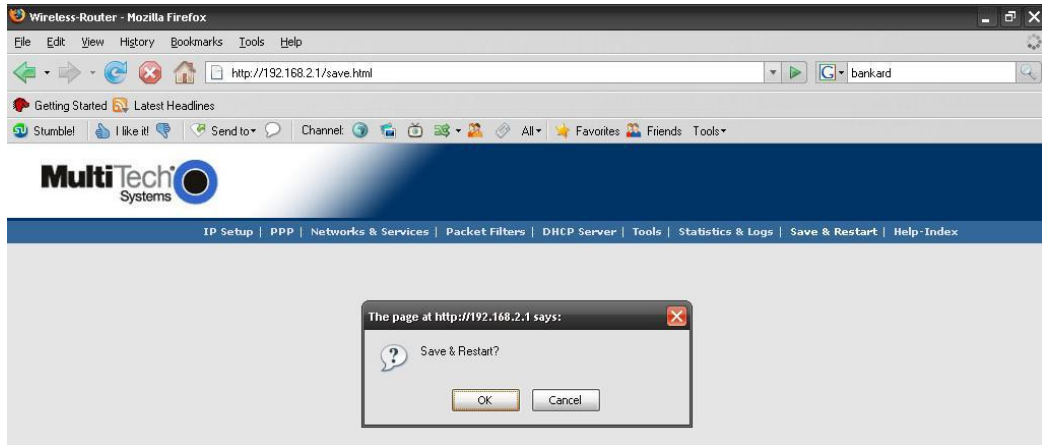 Wireless-Router - Mozilla Firefox
File Edit View History Bookmarks Tools Help
http://192.168.2.1/save.html
G bankard
Getting Started Latest Headlines
Stumble! I like it! Send to Channel: All Favorites Friends Tools
MultiTech
Systems
IP Setup | PPP | Networks & Services | Packet Filters | DHCP Server | Tools | Statistics & Logs | Save & Restart | Help-Index
The page at http://192.168.2.1 says:
? Save & Restart?
OK Cancel